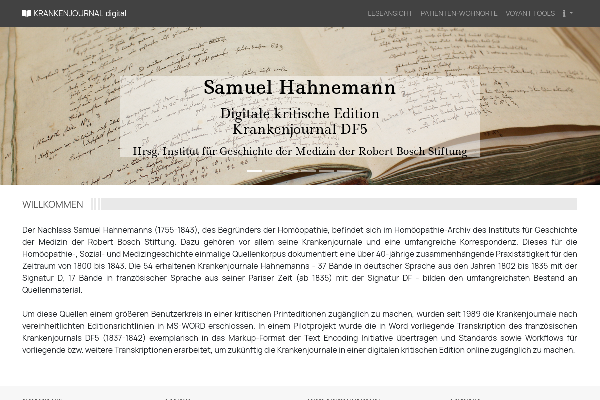 KRANKENJOURNAL digital
LESEANSICHT PATIENTEN-WOHNORTE VOYANT TOOLS
Samuel Hahnemann
Digitale kritische Edition
Krankenjournal DF5
Hrsg. Institut für Geschichte der Medizin der Robert Bosch Stiftung
WILLKOMMEN
Der Nachlass Samuel Hahnemanns (1755-1843), des Begründers der Homöopathie, befindet sich im Homöopathie-Archiv des Instituts für Geschichte
der Medizin der Robert Bosch Stiftung. Dazu gehören vor allem seine Krankenjournale und eine umfangreiche Korrespondenz. Dieses für die
Homöopathie-, Sozial- und Medizingeschichte einmalige Quellenkorpus dokumentiert eine über 40-jährige zusammenhängende Praxistätigkeit für den
Zeitraum von 1800 bis 1843. Die 54 erhaltenen Krankenjournale Hahnemanns - 37 Bände in deutscher Sprache aus den Jahren 1802 bis 1835 mit der
Signatur D, 17 Bände in französischer Sprache aus seiner Pariser Zeit (ab 1835) mit der Signatur DF - bilden den umfangreichsten Bestand an
Quellenmaterial.
Um diese Quellen einem größeren Benutzerkreis in einer kritischen Printeditionen zugänglich zu machen, wurden seit 1989 die Krankenjournale nach
vereinheitlichten Editionsrichtlinien in MS WORD erschlossen. In einem Pilotprojekt wurde die in Word vorliegende Transkription des französischen
Krankenjournals DF5 (1837-1842) exemplarisch in das Markup-Format der Text Encoding Initiative übertragen und Standards sowie Workflows für
vorliegende bzw. weitere Transkriptionen erarbeitet, um zukünftig die Krankenjournale in einer digitalen kritischen Edition online zugänglich zu machen.